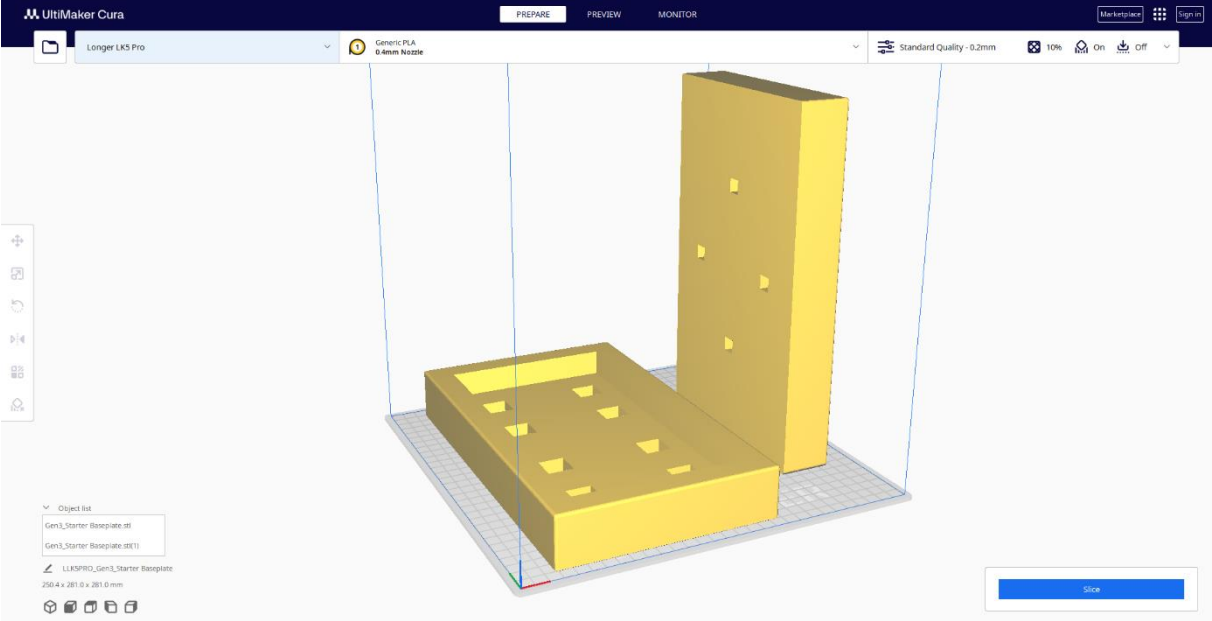 UltiMaker Cura
PREPARE PREVIEW MONITOR
Marketplace Sign in
Longer LK5 Pro
1 Generic PLA
0.4mm Nozzle
Standard Quality - 0.2mm 10% On Off
Object list
Gen3_Starter Baseplate.stl
Gen3_Starter Baseplate.stl(1)
LLK5PRO_Gen3_Starter Baseplate
250.4 x 281.0 x 281.0 mm
Slice